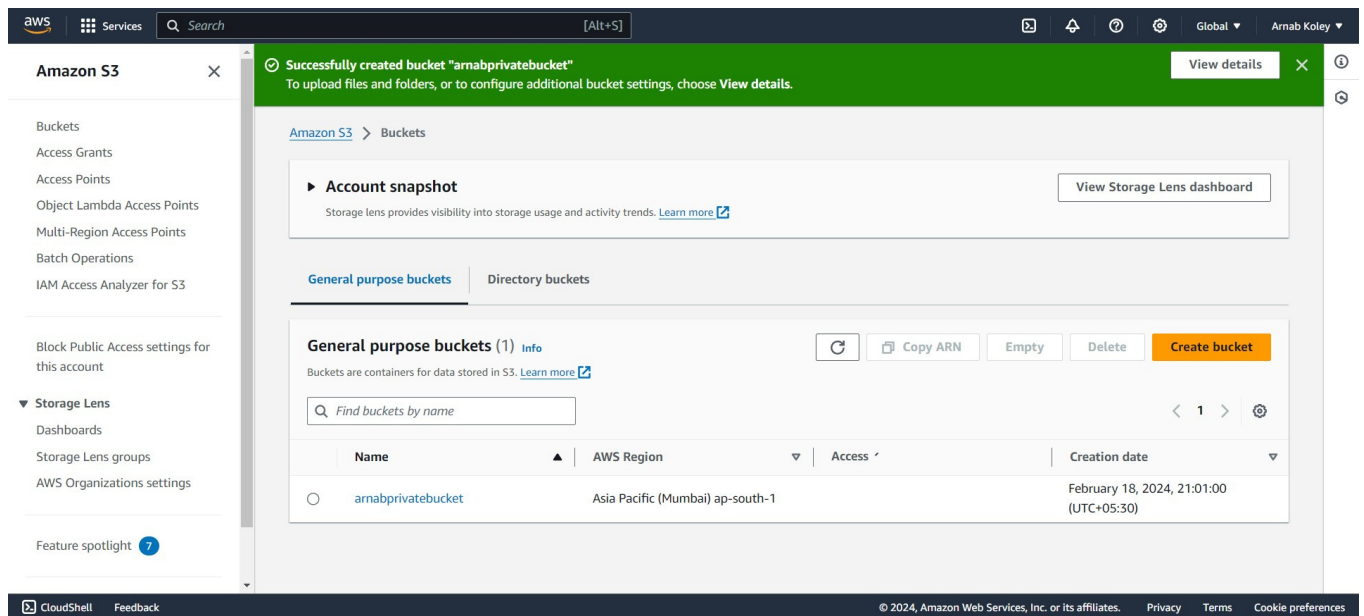 aws
Services
Search
[Alt+S]
Global ▼
Arnab Koley ▼
Amazon S3
Buckets
Access Grants
Access Points
Object Lambda Access Points
Multi-Region Access Points
Batch Operations
IAM Access Analyzer for S3
Block Public Access settings for
this account
▼ Storage Lens
Dashboards
Storage Lens groups
AWS Organizations settings
Feature spotlight 7
Successfully created bucket "arnabprivatebucket"
To upload files and folders, or to configure additional bucket settings, choose View details.
View details
Amazon S3 > Buckets
Account snapshot
View Storage Lens dashboard
Storage lens provides visibility into storage usage and activity trends. Learn more
General purpose buckets
Directory buckets
General purpose buckets (1) Info
Copy ARN
Empty
Delete
Create bucket
Buckets are containers for data stored in S3. Learn more
Find buckets by name
< 1 >
Name
AWS Region
Access
Creation date
arnabprivatebucket
Asia Pacific (Mumbai) ap-south-1
February 18, 2024, 21:01:00
(UTC+05:30)
CloudShell
Feedback
© 2024, Amazon Web Services, Inc. or its affiliates.
Privacy
Terms
Cookie preferences